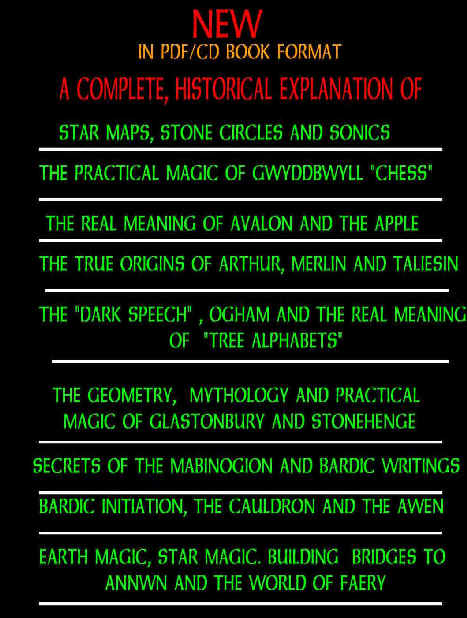 NEW
IN PDF/CD BOOK FORMAT
A COMPLETE, HISTORICAL EXPLANATION OF
STAR MAPS, STONE CIRCLES AND SONICS
THE PRACTICAL MAGIC OF GWYDDBWYLL "CHESS"
THE REAL MEANING OF AVALON AND THE APPLE
THE TRUE ORIGINS OF ARTHUR, MERLIN AND TALIESIN
THE "DARK SPEECH" , OGHAM AND THE REAL MEANING
OF "TREE ALPHABETS"
THE GEOMETRY, MYTHOLOGY AND PRACTICAL
MAGIC OF GLASTONBURY AND STONEHENGE
SECRETS OF THE MABINOGION AND BARDIC WRITINGS
BARDIC INITIATION, THE CAULDRON AND THE AWEN
EARTH MAGIC, STAR MAGIC. BUILDING BRIDGES TO
ANNWN AND THE WORLD OF FAERY